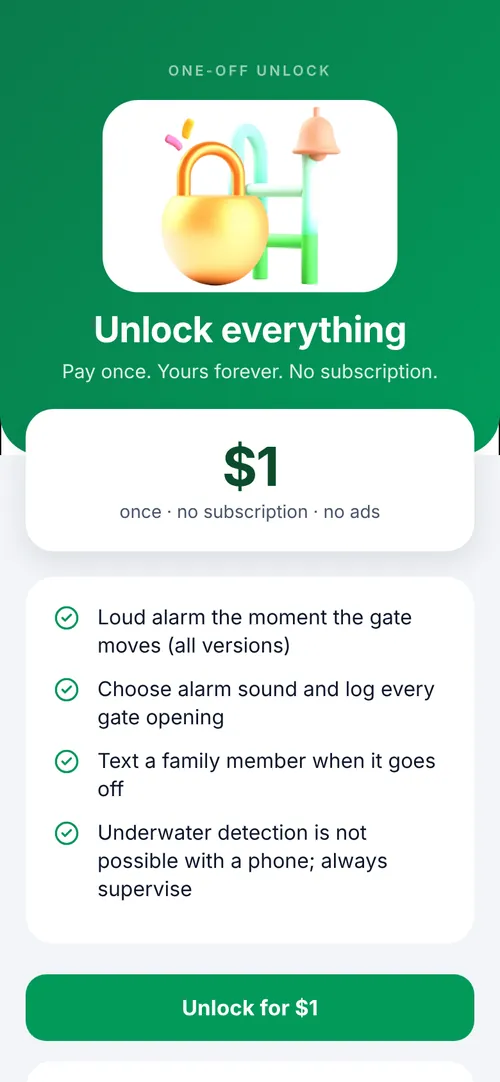 ONE-OFF UNLOCK
Unlock everything
Pay once. Yours forever. No subscription.
$1
once · no subscription · no ads
Loud alarm the moment the gate
moves (all versions)
Choose alarm sound and log every
gate opening
Text a family member when it goes
off
Underwater detection is not
possible with a phone; always
supervise
Unlock for $1